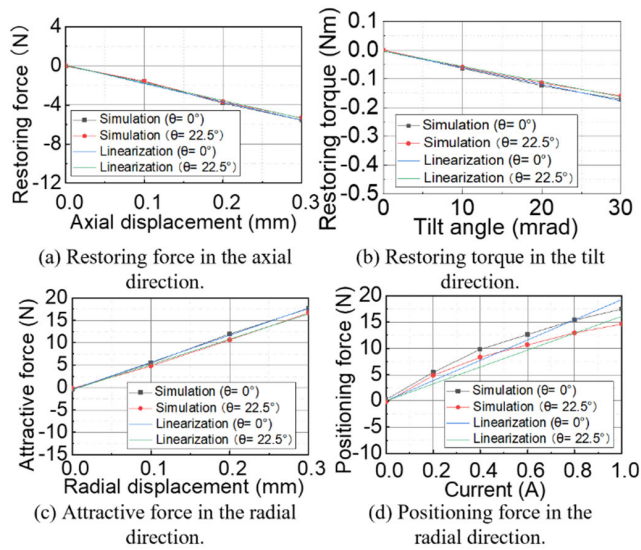 4
0
-4
-8
-12
Restoring force (N)
Simulation (θ= 0°)
Simulation (θ= 22.5°)
Linearization (θ= 0°)
Linearization (θ= 22.5°)
0.0 0.1 0.2 0.3
Axial displacement (mm)
(a) Restoring force in the axial
direction.
0.1
0.0
-0.1
-0.2
-0.3
-0.4
-0.5
Restoring torque (Nm)
Simulation (θ= 0°)
Simulation (θ= 22.5°)
Linearization (θ= 0°)
Linearization (θ= 22.5°)
0 10 20 30
Tilt angle (mrad)
(b) Restoring torque in the tilt
direction.
20
15
10
5
0
-5
-10
-15
Attractive force (N)
Simulation (θ= 0°)
Simulation (θ= 22.5°)
Linearization (θ= 0°)
Linearization (θ= 22.5°)
0.0 0.1 0.2 0.3
Radial displacement (mm)
(c) Attractive force in the radial
direction.
20
15
10
5
0
-5
-10
Positioning force (N)
Simulation (θ= 0°)
Simulation (θ= 22.5°)
Linearization (θ= 0°)
Linearization (θ= 22.5°)
0.0 0.2 0.4 0.6 0.8 1.0
Current (A)
(d) Positioning force in the
radial direction.